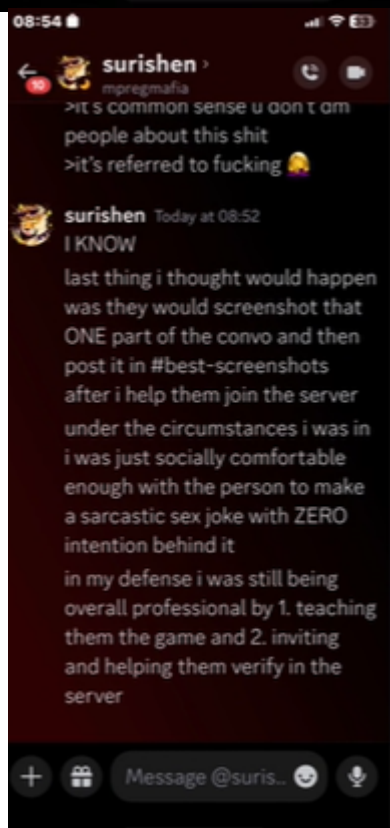 08:54
surishen >
10
mpregmafia
>it's common sense u don't dm
people about this shit
>it's referred to fucking 🤦‍♀️
surishen Today at 08:52
I KNOW
last thing i thought would happen
was they would screenshot that
ONE part of the convo and then
post it in #best-screenshots
after i help them join the server
under the circumstances i was in
i was just socially comfortable
enough with the person to make
a sarcastic sex joke with ZERO
intention behind it
in my defense i was still being
overall professional by 1. teaching
them the game and 2. inviting
and helping them verify in the
server
Message @suris..